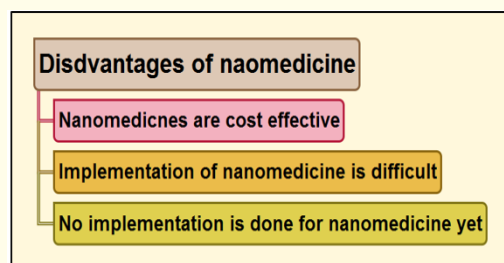 Disdvantages of naomedicine
Nanomedicnes are cost effective
Implementation of nanomedicine is difficult
No implementation is done for nanomedicine yet